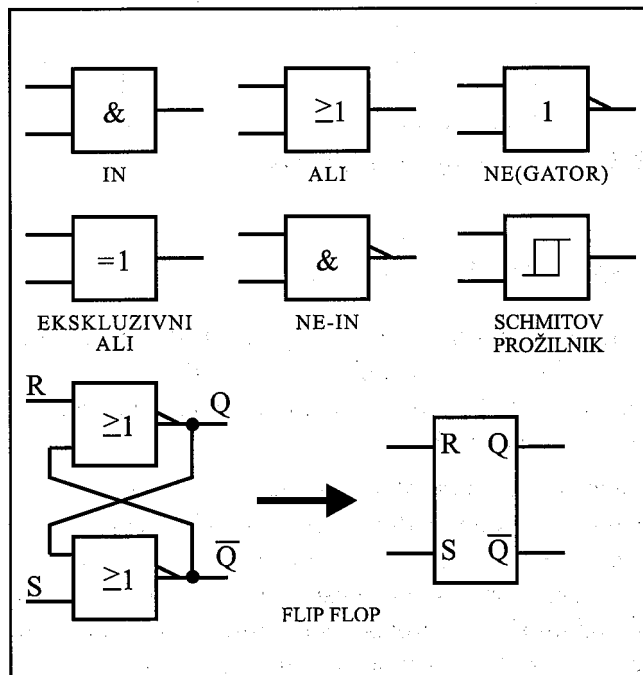 & ≥1 1
IN ALI NE(GATOR)
=1 &
EKSKLUZIVNI
ALI
NE-IN
SCHMITOV
PROŽILNIK
R ≥1 Q
S ≥1 Q̅
R Q
S Q̅
FLIP FLOP